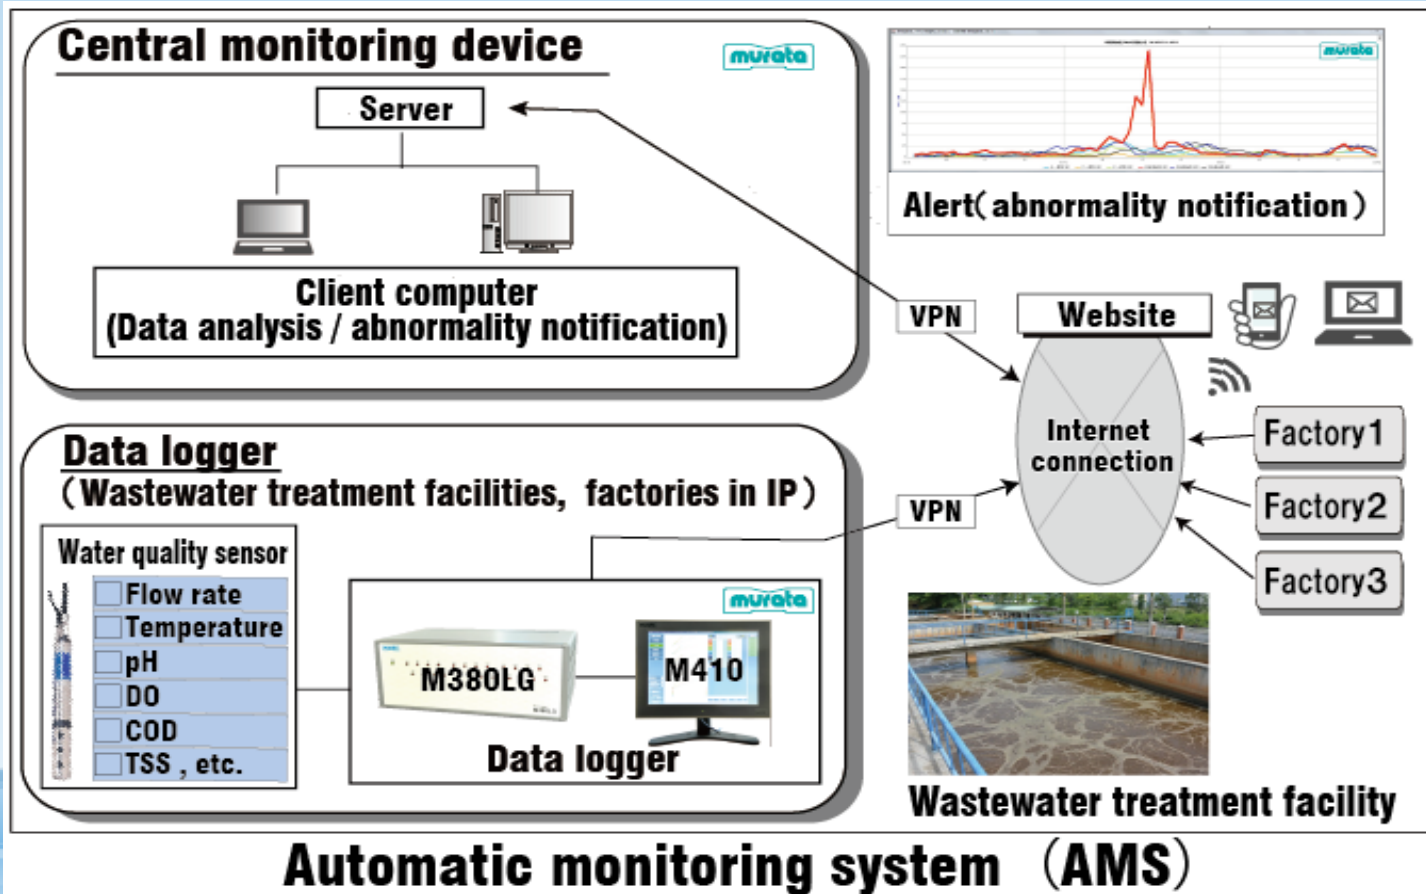 Central monitoring device
murata
Server
Client computer
(Data analysis / abnormality notification)
murata
Alert( abnormality notification )
VPN
Website
Internet
connection
Factory1
Factory2
Factory3
VPN
Data logger
(Wastewater treatment facilities, factories in IP)
Water quality sensor
Flow rate
Temperature
pH
DO
COD
TSS , etc.
murata
M380LG
M410
Data logger
Wastewater treatment facility
Automatic monitoring system (AMS)